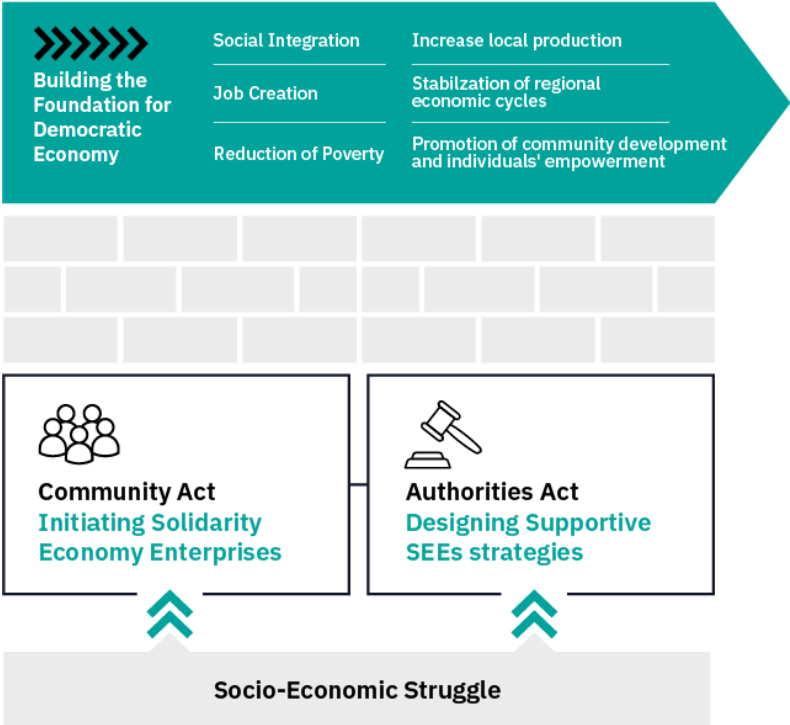 Building the
Foundation for
Democratic
Economy
Social Integration
Job Creation
Reduction of Poverty
Increase local production
Stabilzation of regional
economic cycles
Promotion of community development
and individuals' empowerment
Community Act
Initiating Solidarity
Economy Enterprises
Authorities Act
Designing Supportive
SEEs strategies
Socio-Economic Struggle